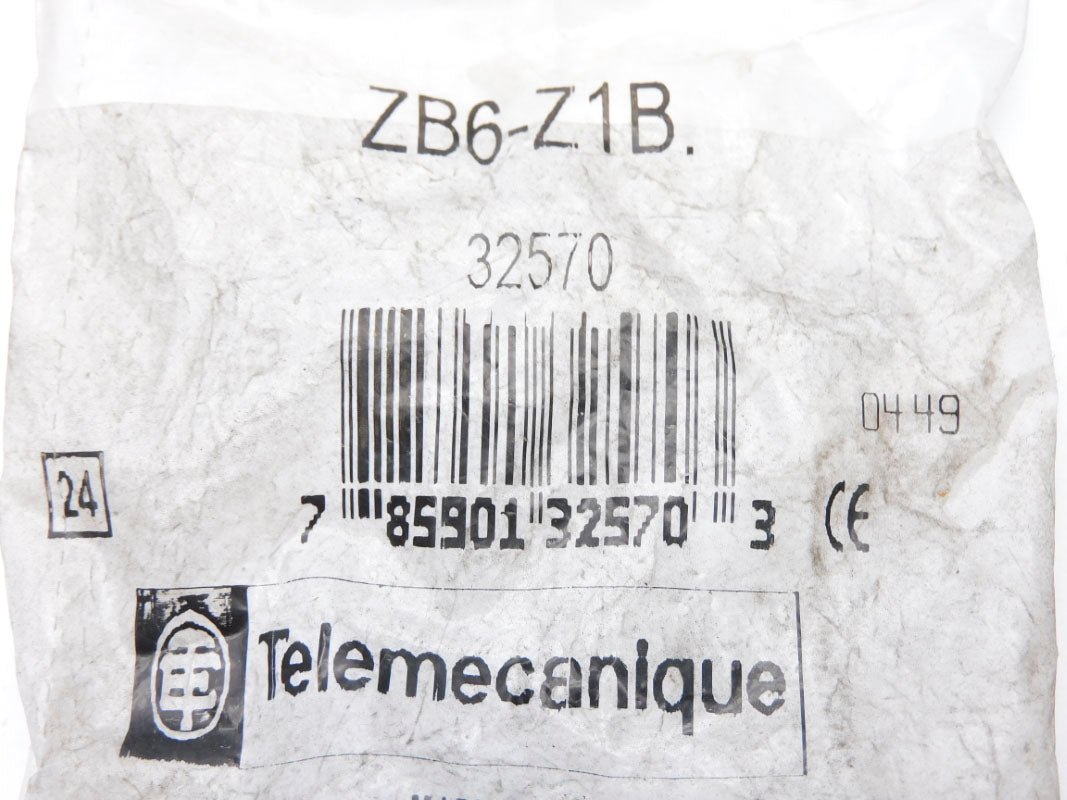 ZB6-Z1B.
32570
0449
24
7 85901 32570 3 CE
Telemecanique